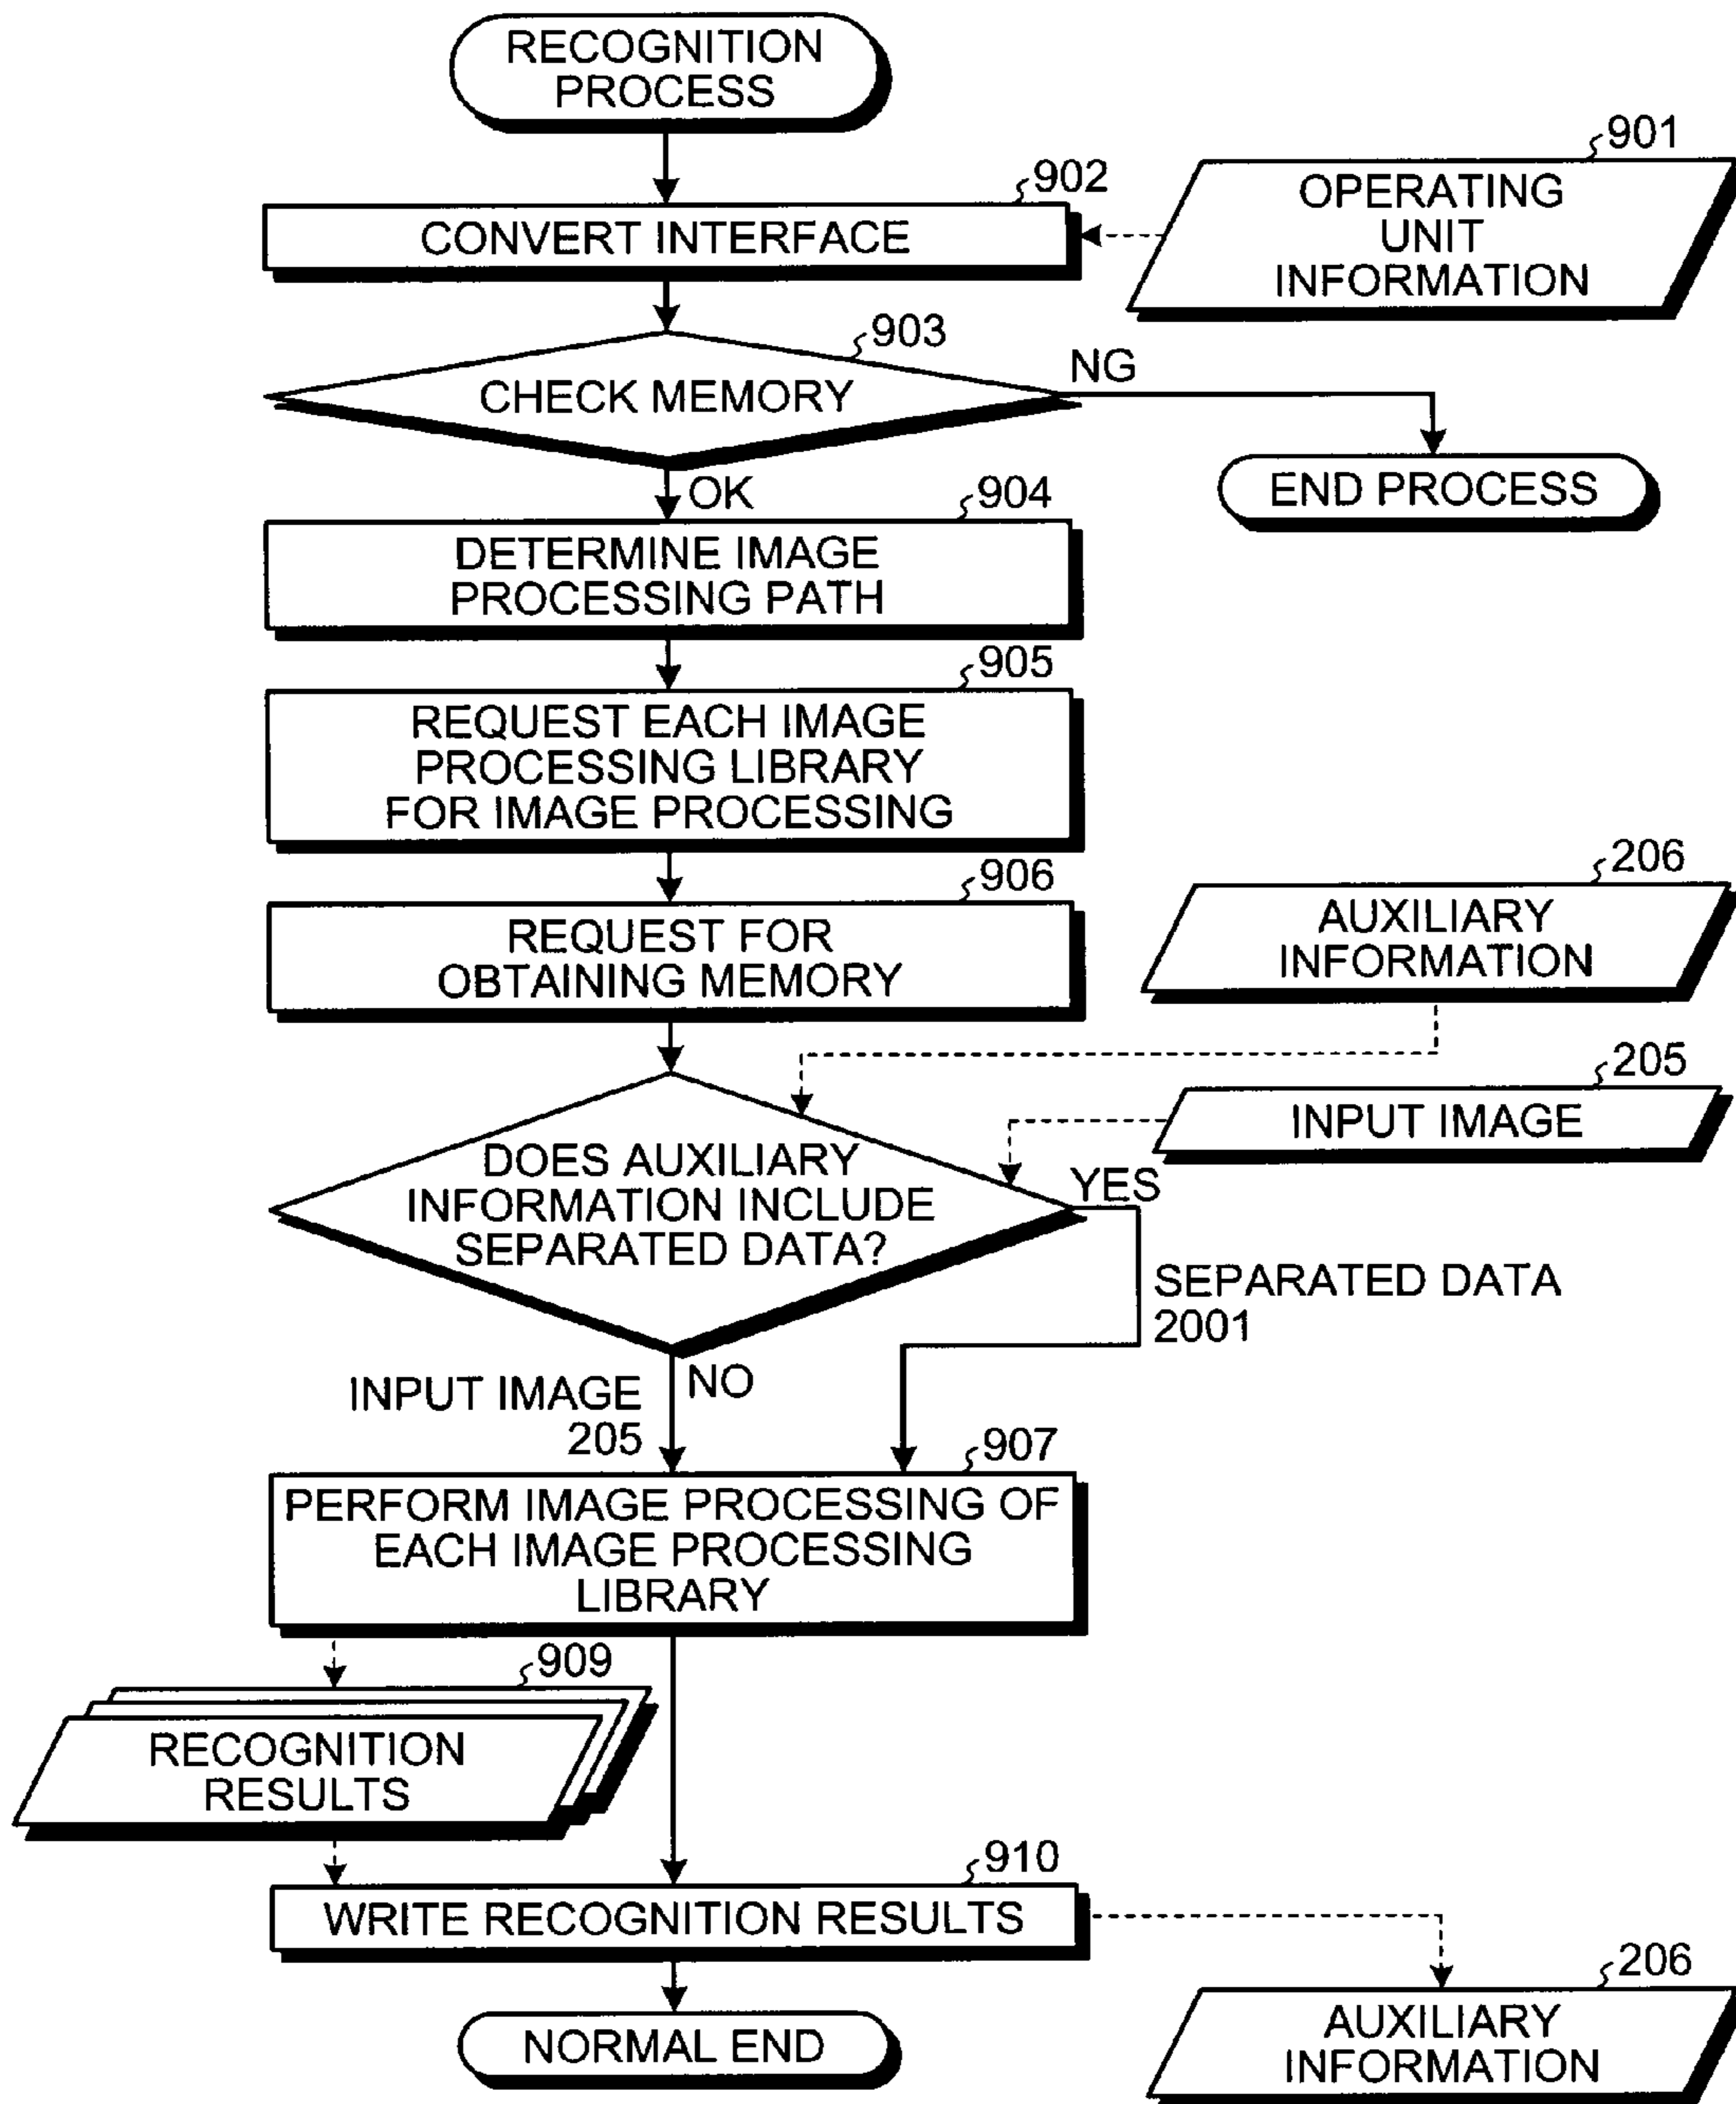 RECOGNITION
PROCESS
901
902
OPERATING
UNIT
INFORMATION
CONVERT INTERFACE
903
NG
CHECK MEMORY
END PROCESS
OK
904
DETERMINE IMAGE
PROCESSING PATH
905
REQUEST EACH IMAGE
PROCESSING LIBRARY
FOR IMAGE PROCESSING
206
906
AUXILIARY
INFORMATION
REQUEST FOR
OBTAINING MEMORY
205
INPUT IMAGE
DOES AUXILIARY
INFORMATION INCLUDE
SEPARATED DATA?
YES
SEPARATED DATA
2001
NO
INPUT IMAGE
205
907
PERFORM IMAGE PROCESSING OF
EACH IMAGE PROCESSING
LIBRARY
909
RECOGNITION
RESULTS
910
WRITE RECOGNITION RESULTS
206
AUXILIARY
INFORMATION
NORMAL END